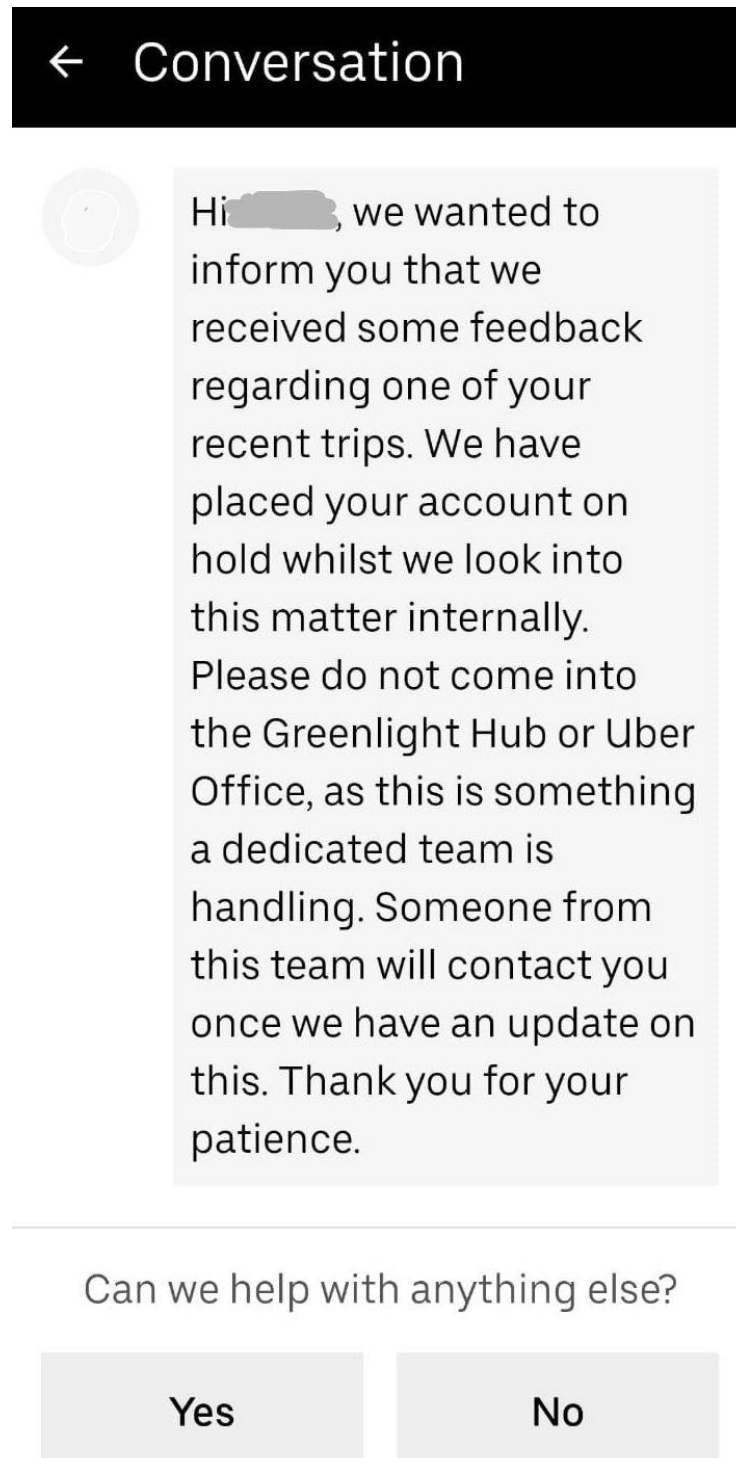 ← Conversation
Hi , we wanted to
inform you that we
received some feedback
regarding one of your
recent trips. We have
placed your account on
hold whilst we look into
this matter internally.
Please do not come into
the Greenlight Hub or Uber
Office, as this is something
a dedicated team is
handling. Someone from
this team will contact you
once we have an update on
this. Thank you for your
patience.
Can we help with anything else?
Yes
No